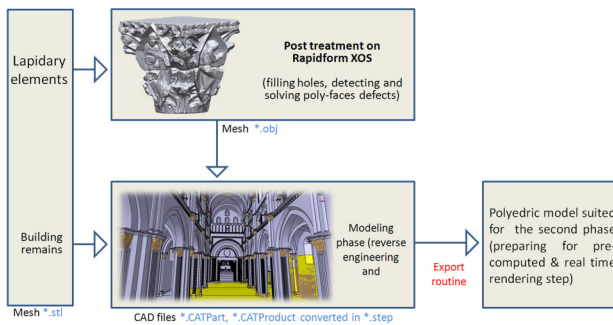 Lapidary
elements
Post treatment on
Rapidform XOS
(filling holes, detecting and
solving poly-faces defects)
Mesh *.obj
Building
remains
Modeling
phase (reverse
engineering
and
Export
routine
Polyedric model suited
for the second phase
(preparing for pre-
computed & real time
rendering step)
Mesh *.stl
CAD files *.CATPart, *.CATProduct converted in *.step